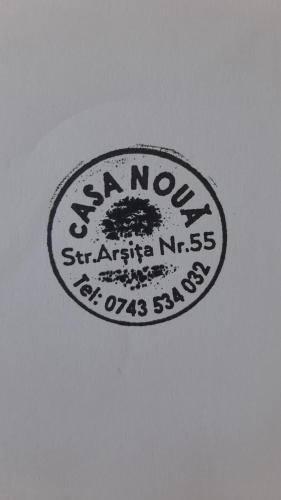 CASA NOUĂ
Str.Arșița Nr.55
Tel: 0743 534 032